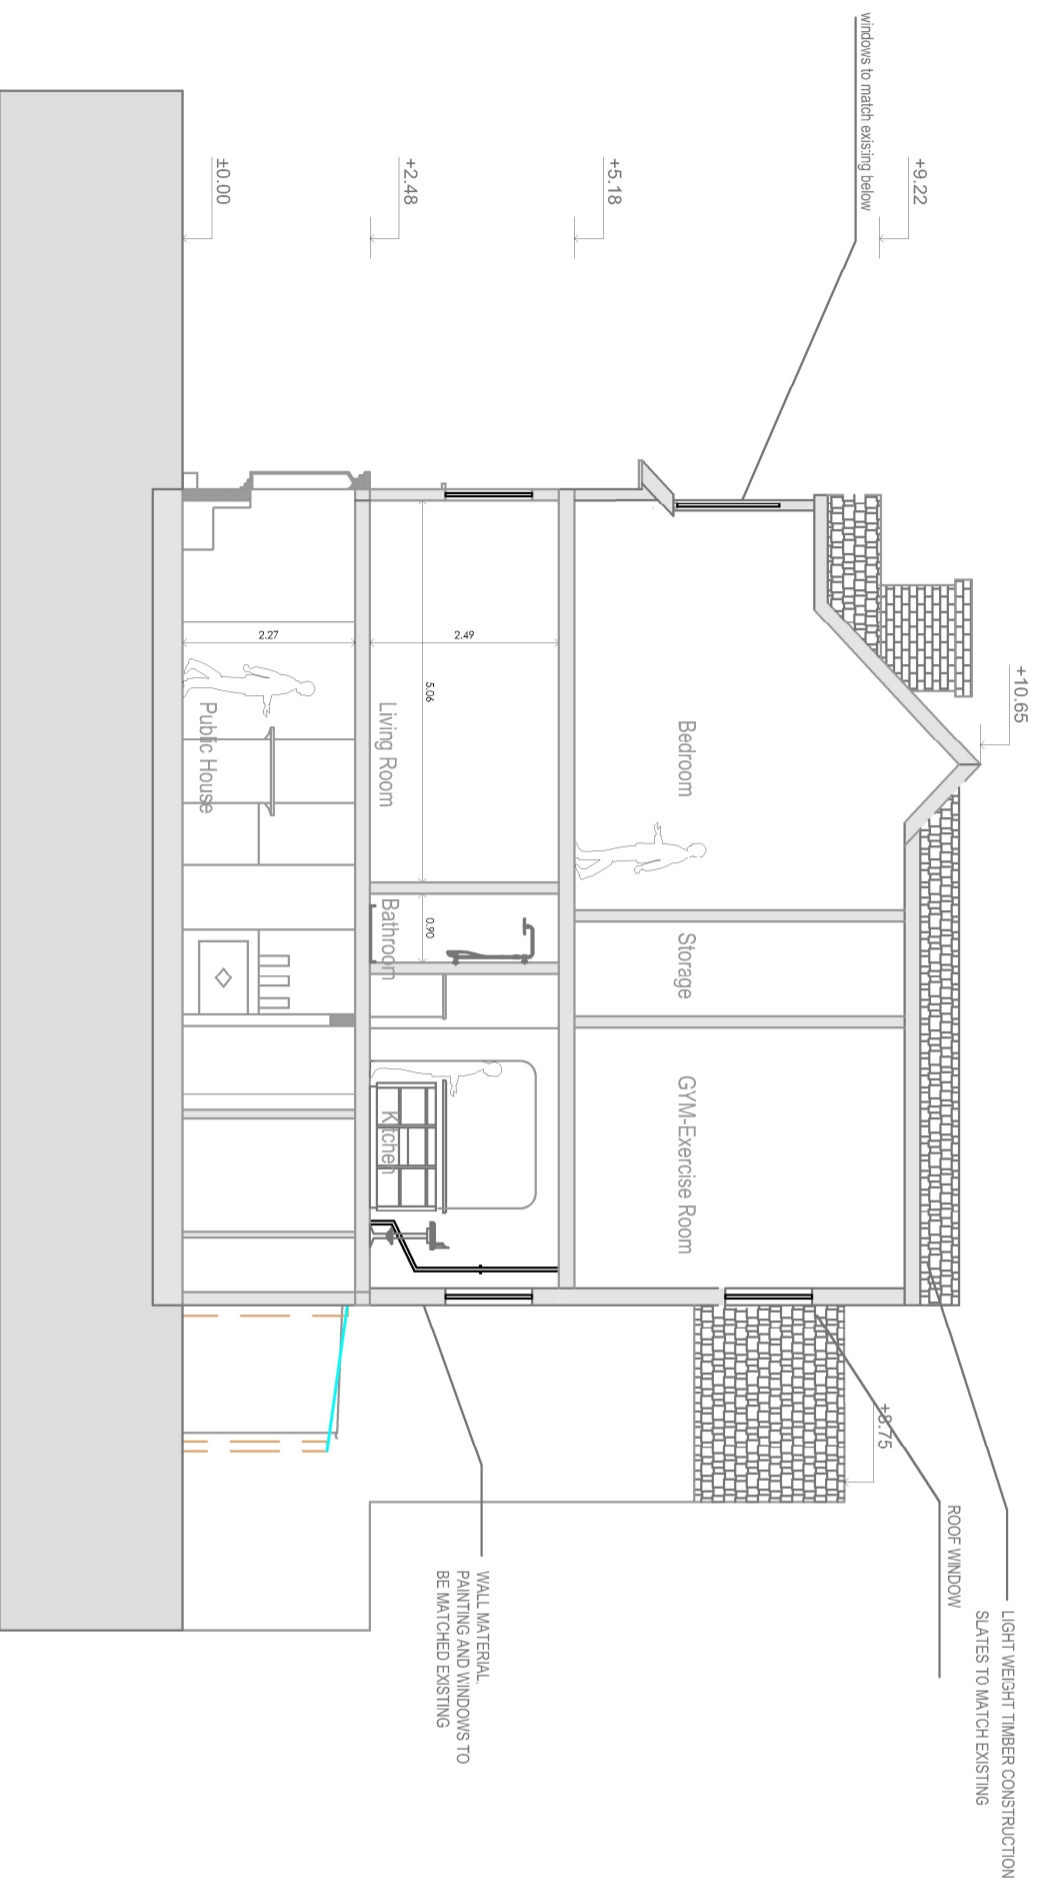 LIGHT WEIGHT TIMBER CONSTRUCTION
SLATES TO MATCH EXISTING
ROOF WINDOW
+10.65
+9.22
windows to match existing below
+8.75
Bedroom
Storage
GYM-Exercise Room
+5.18
WALL MATERIAL,
PAINTING AND WINDOWS TO
BE MATCHED EXISTING
2.49
5.06
0.90
Living Room
Bathroom
Kitchen
+2.48
2.27
Public House
±0.00